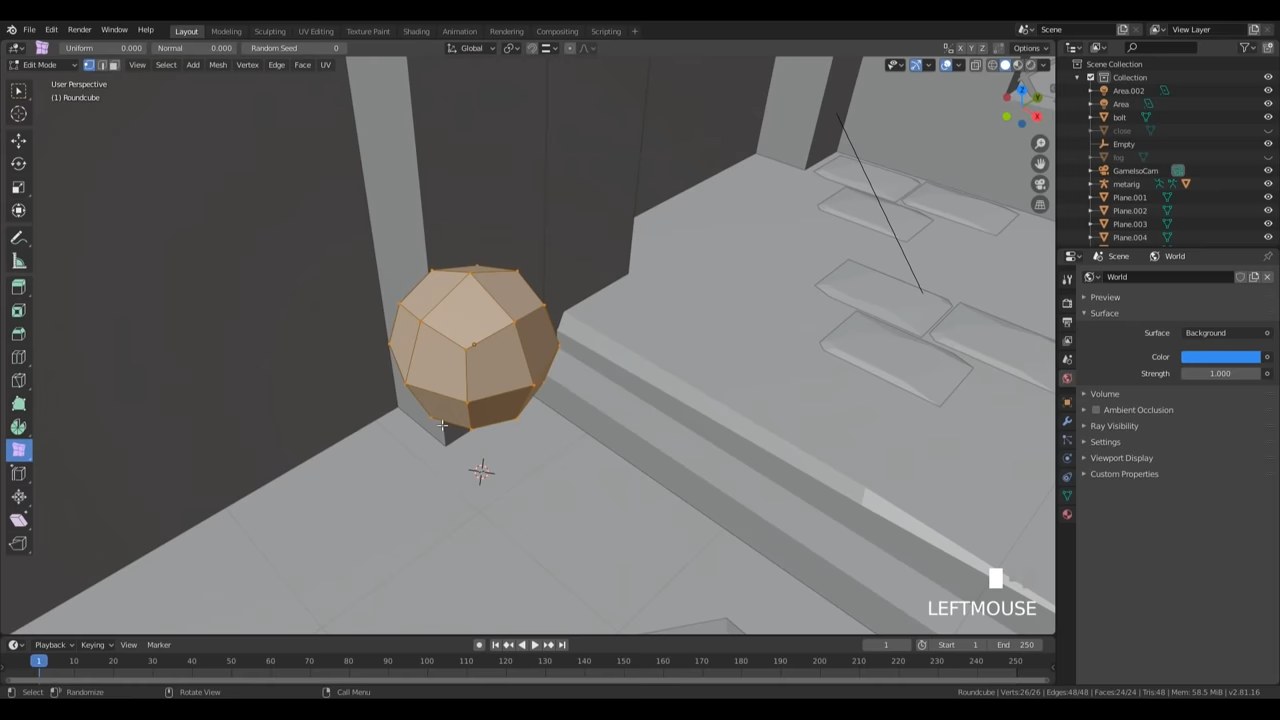 File Edit Render Window Help Layout Modeling Sculpting UV Editing Texture Paint Shading Animation Rendering Compositing Scripting + Scene View Layer
Uniform 0.000 Normal 0.000 Random Seed 0 Global X Y Z Options
Edit Mode View Select Add Mesh Vertex Edge Face UV
User Perspective
(1) Roundcube
Scene Collection
Collection
Area.002
Area
bolt
close
Empty
fog
GameIsoCam
metarig
Plane.001
Plane.002
Plane.003
Plane.004
Scene World
World
Preview
Surface
Surface Background
Color
Strength 1.000
Volume
Ambient Occlusion
Ray Visibility
Settings
Viewport Display
Custom Properties
LEFTMOUSE
Playback Keying View Marker 1 Start 1 End 250
1 10 20 30 40 50 60 70 80 90 100 110 120 130 140 150 160 170 180 190 200 210 220 230 240 250
Select Randomize Rotate View Call Menu Roundcube | Verts:26/26 | Edges:48/48 | Faces:24/24 | Tris:48 | Mem: 58.5 MiB | v2.81.16